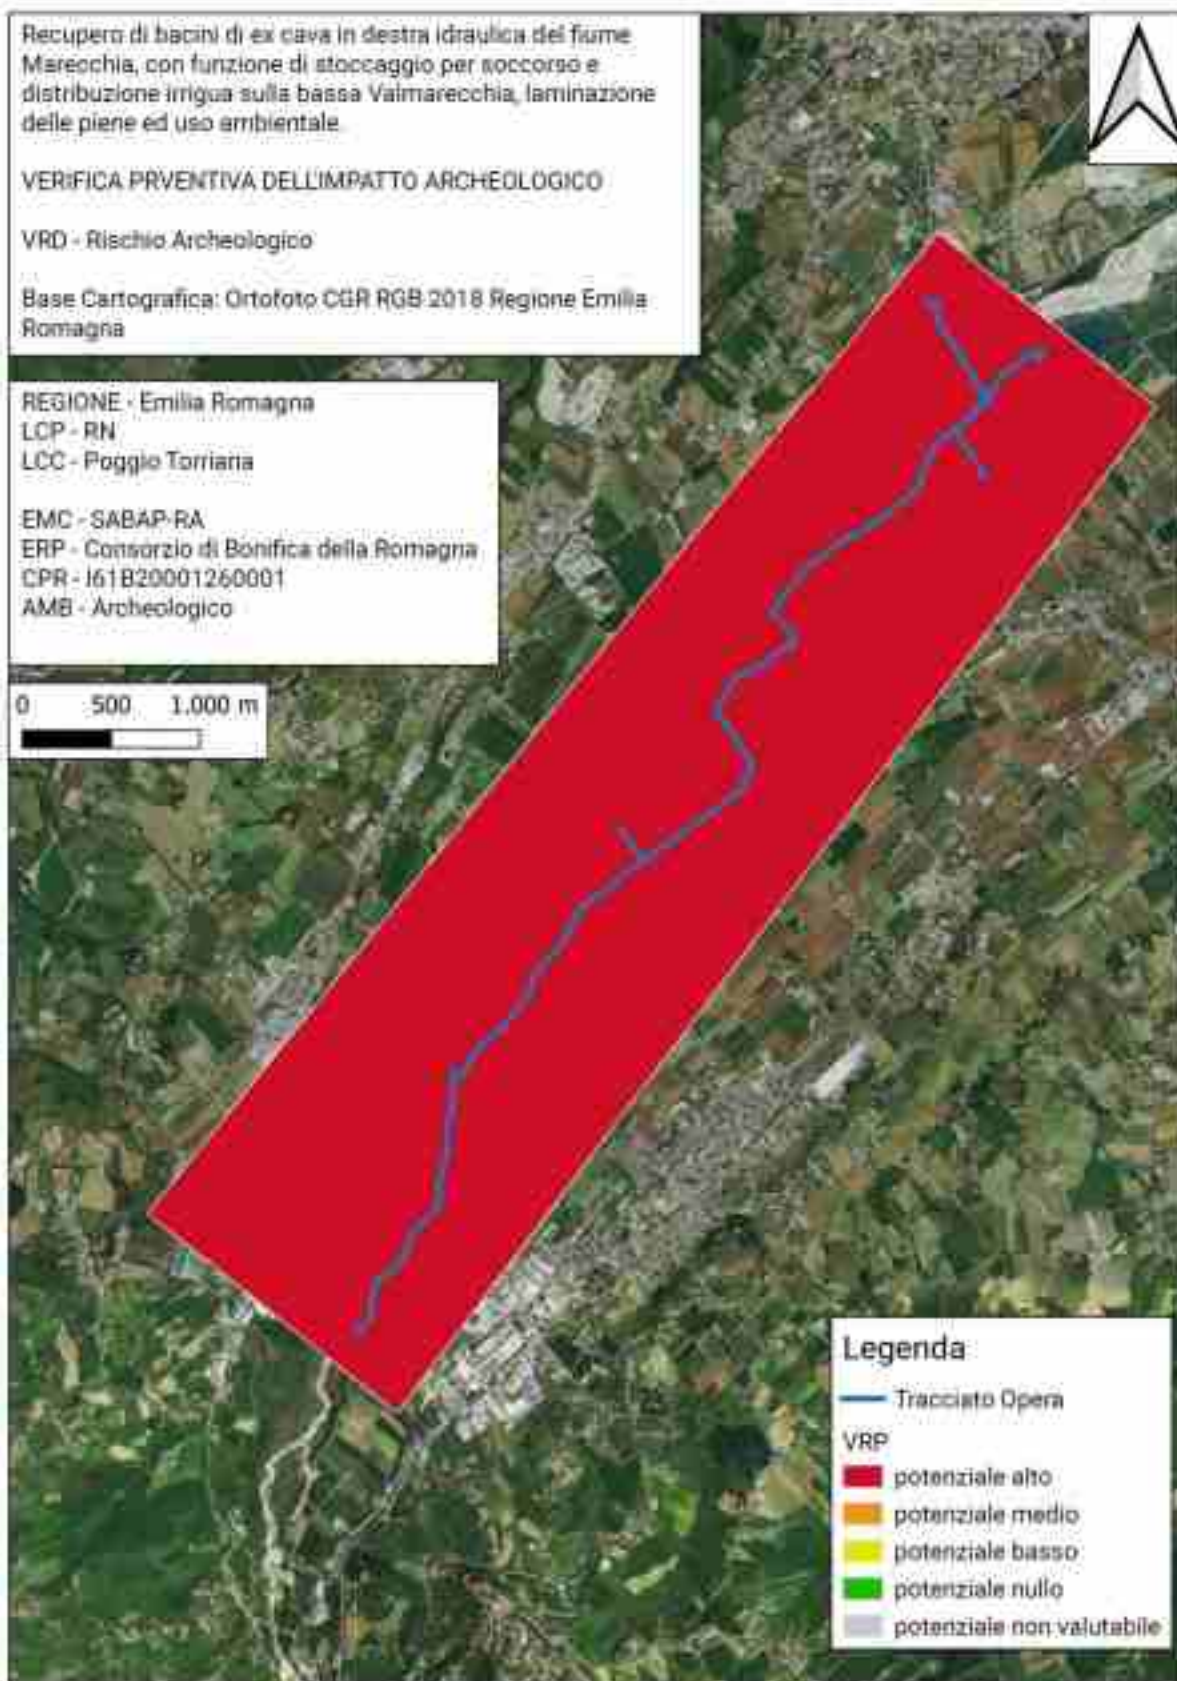 Recupero di bacini di ex cava in destra idraulica del fiume
Marecchia, con funzione di stoccaggio per soccorso e
distribuzione irrigua sulla bassa Valmarecchia, laminazione
delle piene ed uso ambientale.
VERIFICA PRVENTIVA DELL'IMPATTO ARCHEOLOGICO
VRD - Rischio Archeologico
Base Cartografica: Ortofoto CGR RGB 2018 Regione Emilia
Romagna
REGIONE - Emilia Romagna
LCP - RN
LCC - Poggio Torriana
EMC - SABAP-RA
ERP - Consorzio di Bonifica della Romagna
CPR - I61B20001260001
AMB - Archeologico
0 500 1.000 m
Legenda
Tracciato Opera
VRP
potenziale alto
potenziale medio
potenziale basso
potenziale nullo
potenziale non valutabile